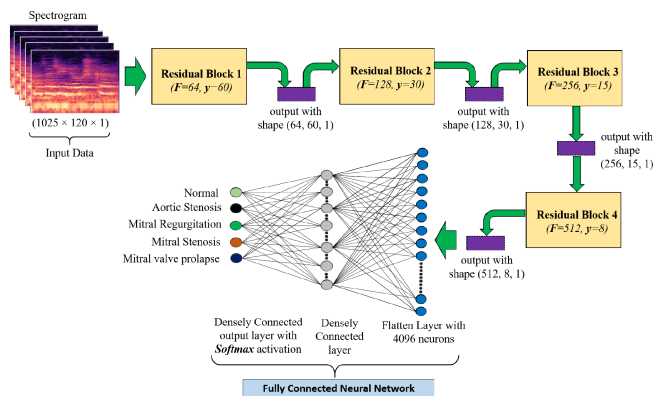 Spectrogram
(1025 × 120 × 1)
Input Data
Residual Block 1
(F=64, y=60)
output with
shape (64, 60, 1)
Residual Block 2
(F=128, y=30)
output with
shape (128, 30, 1)
Residual Block 3
(F=256, y=15)
output with
shape
(256, 15, 1)
Residual Block 4
(F=512, y=8)
output with
shape (512, 8, 1)
Normal
Aortic Stenosis
Mitral Regurgitation
Mitral Stenosis
Mitral valve prolapse
Densely Connected
output layer with
Softmax activation
Densely
Connected
layer
Flatten Layer with
4096 neurons
Fully Connected Neural Network